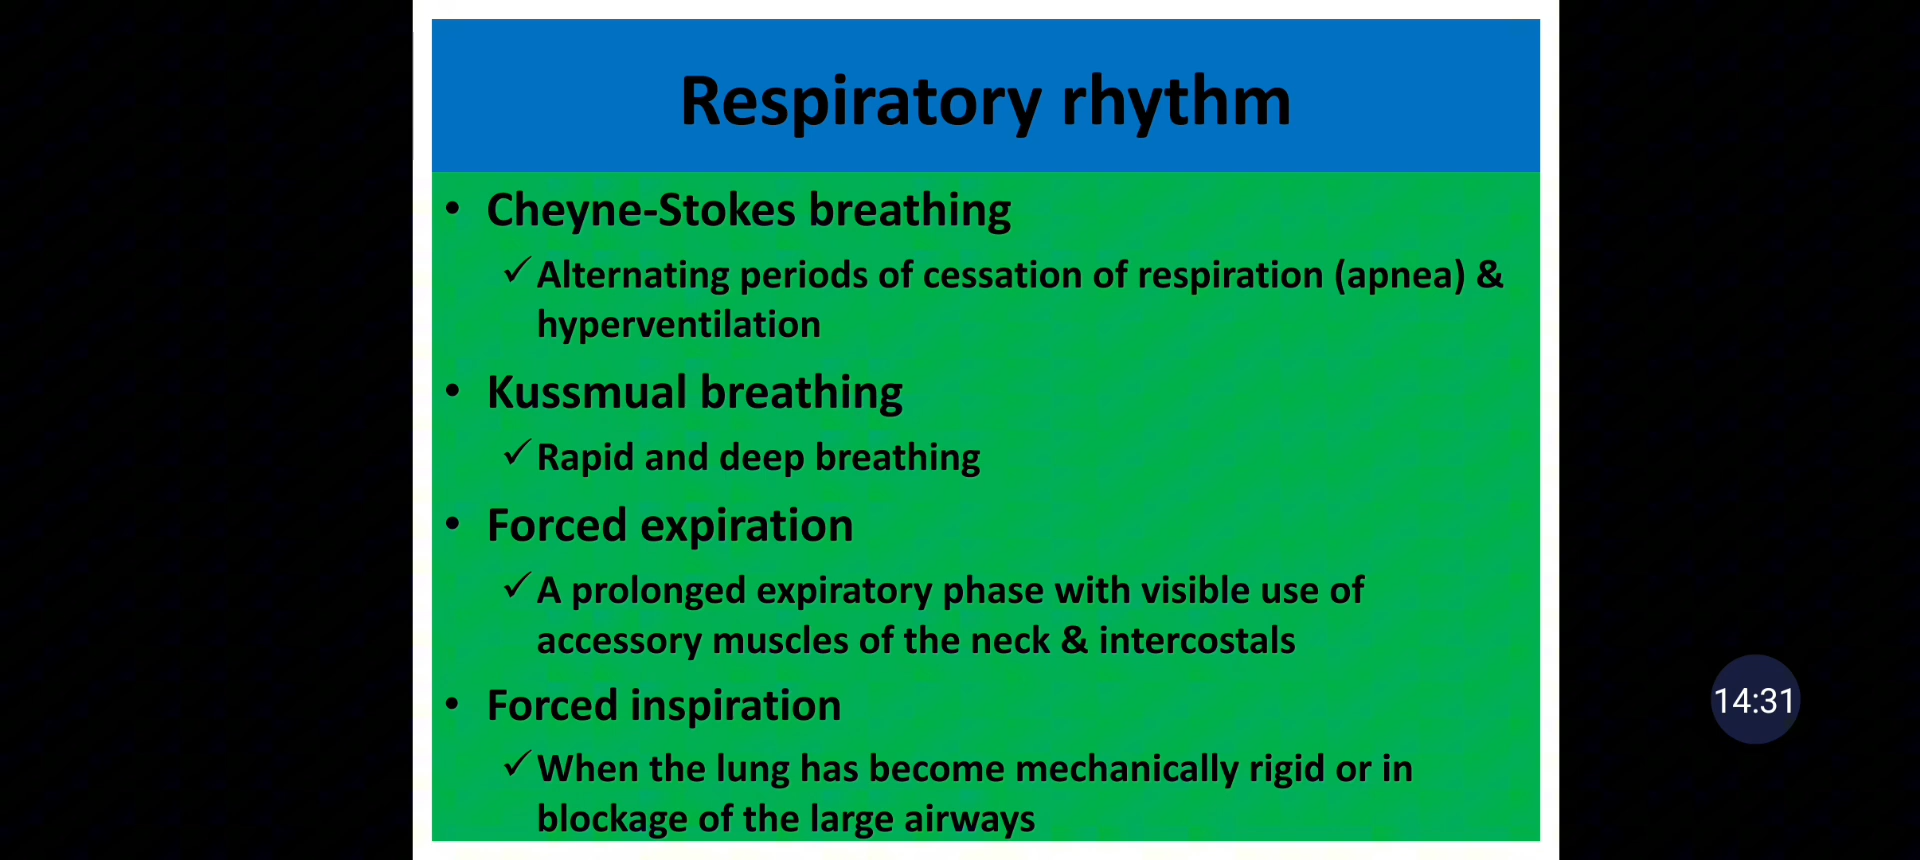 Respiratory rhythm
• Cheyne-Stokes breathing
✓ Alternating periods of cessation of respiration (apnea) &
hyperventilation
• Kussmual breathing
✓ Rapid and deep breathing
• Forced expiration
✓ A prolonged expiratory phase with visible use of
accessory muscles of the neck & intercostals
• Forced inspiration
✓ When the lung has become mechanically rigid or in
blockage of the large airways
14:31